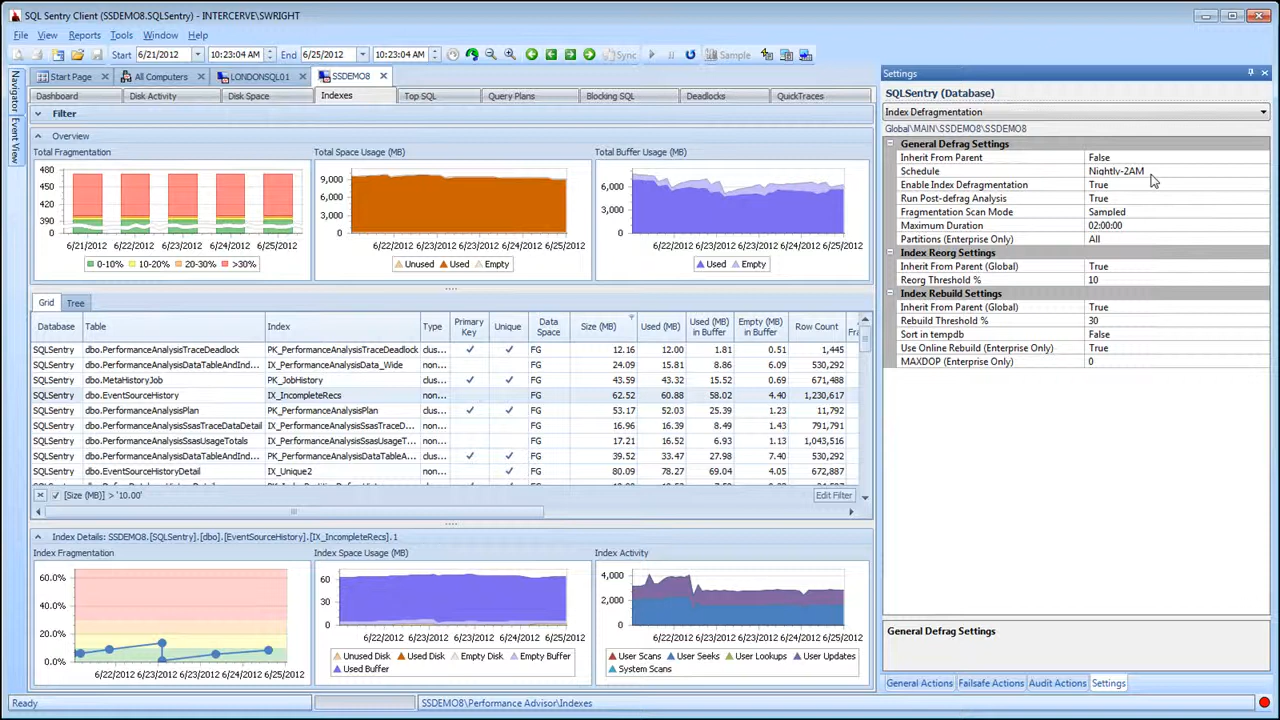 SQL Sentry Client (SSDEMO8.SQLSentry) - INTERCERVE\SWRIGHT
File View Reports Tools Window Help
Start 6/21/2012 10:23:04 AM End 6/25/2012 10:23:04 AM Sync Sample
Start Page All Computers LONDONSQL01 SSDEMO8
Navigator
Event View
Dashboard Disk Activity Disk Space Indexes Top SQL Query Plans Blocking SQL Deadlocks QuickTraces
Filter
Overview
Total Fragmentation
480
450
420
390
0
6/21/2012 6/22/2012 6/23/2012 6/24/2012 6/25/2012
0-10% 10-20% 20-30% >30%
Total Space Usage (MB)
9,000
6,000
3,000
0
6/22/2012 6/23/2012 6/24/2012 6/25/2012
Unused Used Empty
Total Buffer Usage (MB)
6,000
3,000
0
6/22/2012 6/23/2012 6/24/2012 6/25/2012
Used Empty
Grid Tree
Database Table Index Type Primary Key Unique Data Space Size (MB) Used (MB) Used (MB) in Buffer Empty (MB) in Buffer Row Count
SQLSentry dbo.PerformanceAnalysisTraceDeadlock PK_PerformanceAnalysisTraceDeadlock clus... FG 12.16 12.00 1.81 0.51 1,445
SQLSentry dbo.PerformanceAnalysisDataTableAndInd... IX_PerformanceAnalysisData_Wide non... FG 24.09 15.81 8.86 6.09 530,292
SQLSentry dbo.MetaHistoryJob PK_JobHistory clus... FG 43.59 43.32 15.52 0.69 671,488
SQLSentry dbo.EventSourceHistory IX_IncompleteRecs non... FG 62.52 60.88 58.02 4.40 1,230,617
SQLSentry dbo.PerformanceAnalysisPlan PK_PerformanceAnalysisPlan clus... FG 53.17 52.03 25.39 1.23 11,792
SQLSentry dbo.PerformanceAnalysisSsasTraceDataDetail IX_PerformanceAnalysisSsasTraceD... non... FG 16.96 16.39 8.49 1.43 791,791
SQLSentry dbo.PerformanceAnalysisSsasUsageTotals IX_PerformanceAnalysisSsasUsageT... non... FG 17.21 16.52 6.93 1.13 1,043,516
SQLSentry dbo.PerformanceAnalysisDataTableAndInd... PK_PerformanceAnalysisDataTableA... clus... FG 39.52 33.47 27.98 7.40 530,292
SQLSentry dbo.EventSourceHistoryDetail IX_Unique2 non... FG 80.09 78.27 69.04 4.05 672,887
[Size (MB)] > '10.00' Edit Filter
Index Details: SSDEMO8.[SQLSentry].[dbo].[EventSourceHistory].[IX_IncompleteRecs].1
Index Fragmentation
60.0%
40.0%
20.0%
0.0%
6/22/2012 6/23/2012 6/24/2012 6/25/2012
Index Space Usage (MB)
60
30
0
6/22/2012 6/23/2012 6/24/2012 6/25/2012
Unused Disk Used Disk Empty Disk Empty Buffer
Used Buffer
Index Activity
4,000
2,000
0
6/22/2012 6/23/2012 6/24/2012 6/25/2012
User Scans User Seeks User Lookups User Updates
System Scans
Settings
SQLSentry (Database)
Index Defragmentation
Global\MAIN\SSDEMO8\SSDEMO8
General Defrag Settings
Inherit From Parent False
Schedule Nightly-2AM
Enable Index Defragmentation True
Run Post-defrag Analysis True
Fragmentation Scan Mode Sampled
Maximum Duration 02:00:00
Partitions (Enterprise Only) All
Index Reorg Settings
Inherit From Parent (Global) True
Reorg Threshold % 10
Index Rebuild Settings
Inherit From Parent (Global) True
Rebuild Threshold % 30
Sort in tempdb False
Use Online Rebuild (Enterprise Only) True
MAXDOP (Enterprise Only) 0
General Defrag Settings
General Actions Failsafe Actions Audit Actions Settings
Ready SSDEMO8\Performance Advisor\Indexes